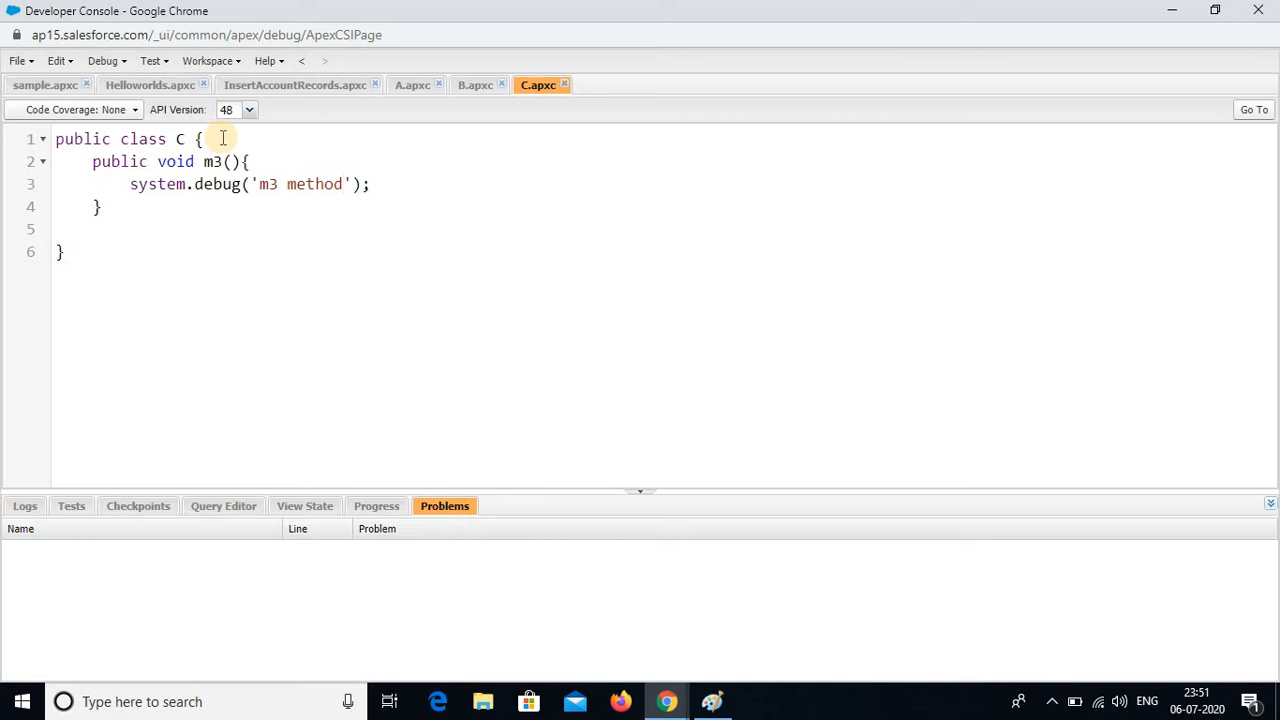 Developer Console - Google Chrome
ap15.salesforce.com/_ui/common/apex/debug/ApexCSIPage
File Edit Debug Test Workspace Help < >
sample.apxc Helloworlds.apxc InsertAccountRecords.apxc A.apxc B.apxc C.apxc
Code Coverage: None API Version: 48 Go To
1 public class C {
2 public void m3(){
3 system.debug('m3 method');
4 }
5
6 }
Logs Tests Checkpoints Query Editor View State Progress Problems
Name Line Problem
Type here to search ENG 23:51
06-07-2020 1